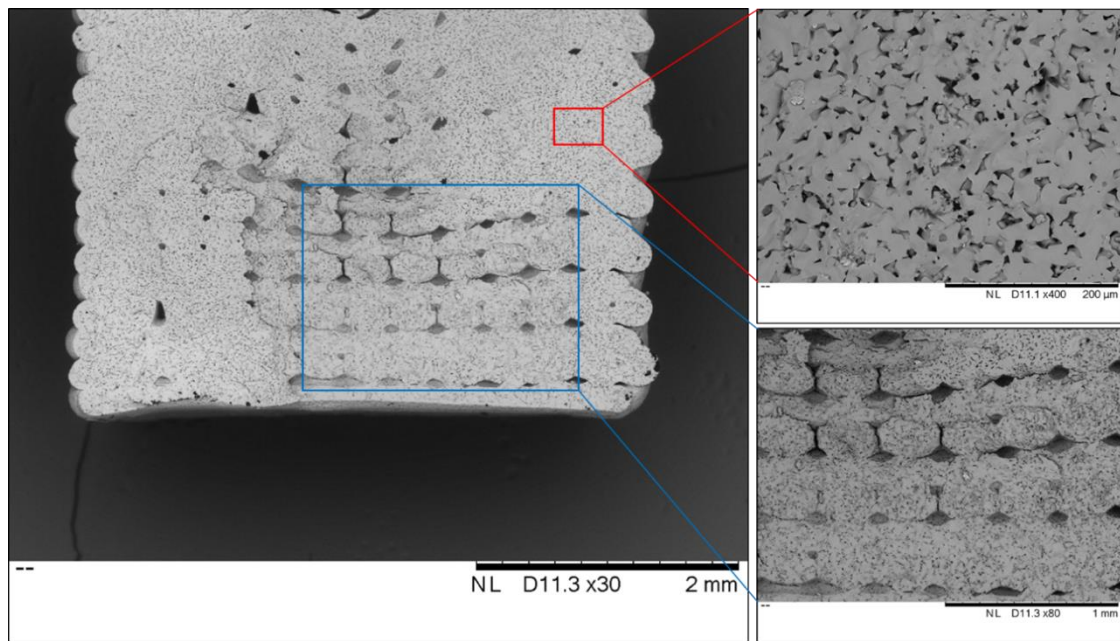 --
NL D11.3 x30 2 mm
--
NL D11.1 x400 200 µm
--
NL D11.3 x80 1 mm